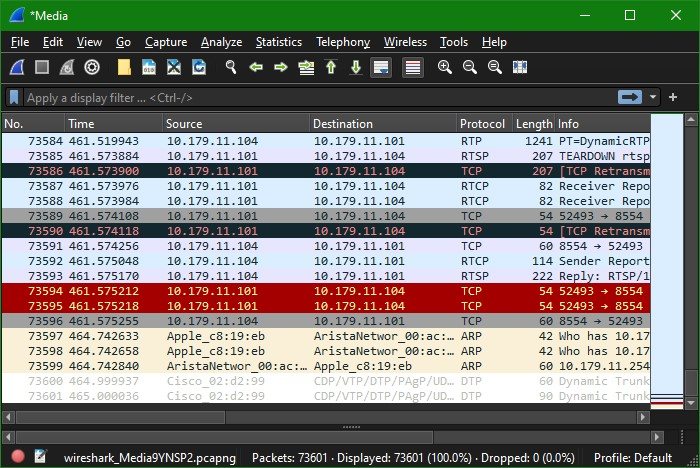 *Media
File Edit View Go Capture Analyze Statistics Telephony Wireless Tools Help
Apply a display filter ... <Ctrl-/>
No. Time Source Destination Protocol Length Info
73584 461.519943 10.179.11.104 10.179.11.101 RTP 1241 PT=DynamicRTP
73585 461.573884 10.179.11.101 10.179.11.104 RTSP 207 TEARDOWN rtsp
73586 461.573900 10.179.11.101 10.179.11.104 TCP 207 [TCP Retransm
73587 461.573976 10.179.11.101 10.179.11.104 RTCP 82 Receiver Repo
73588 461.573984 10.179.11.101 10.179.11.104 RTCP 82 Receiver Repo
73589 461.574108 10.179.11.101 10.179.11.104 TCP 54 52493 → 8554
73590 461.574118 10.179.11.101 10.179.11.104 TCP 54 [TCP Retransm
73591 461.574256 10.179.11.104 10.179.11.101 TCP 60 8554 → 52493
73592 461.575048 10.179.11.104 10.179.11.101 RTCP 114 Sender Report
73593 461.575170 10.179.11.104 10.179.11.101 RTSP 222 Reply: RTSP/1
73594 461.575212 10.179.11.101 10.179.11.104 TCP 54 52493 → 8554
73595 461.575218 10.179.11.101 10.179.11.104 TCP 54 52493 → 8554
73596 461.575255 10.179.11.104 10.179.11.101 TCP 60 8554 → 52493
73597 464.742633 Apple_c8:19:eb AristaNetwor_00:ac:… ARP 42 Who has 10.17
73598 464.742658 Apple_c8:19:eb AristaNetwor_00:ac:… ARP 42 Who has 10.17
73599 464.742840 AristaNetwor_00:ac:… Apple_c8:19:eb ARP 60 10.179.11.254
73600 464.999937 Cisco_02:d2:99 CDP/VTP/DTP/PAgP/UD… DTP 60 Dynamic Trunk
73601 465.000036 Cisco_02:d2:99 CDP/VTP/DTP/PAgP/UD… DTP 90 Dynamic Trunk
wireshark_Media9YNSP2.pcapng Packets: 73601 · Displayed: 73601 (100.0%) · Dropped: 0 (0.0%) Profile: Default